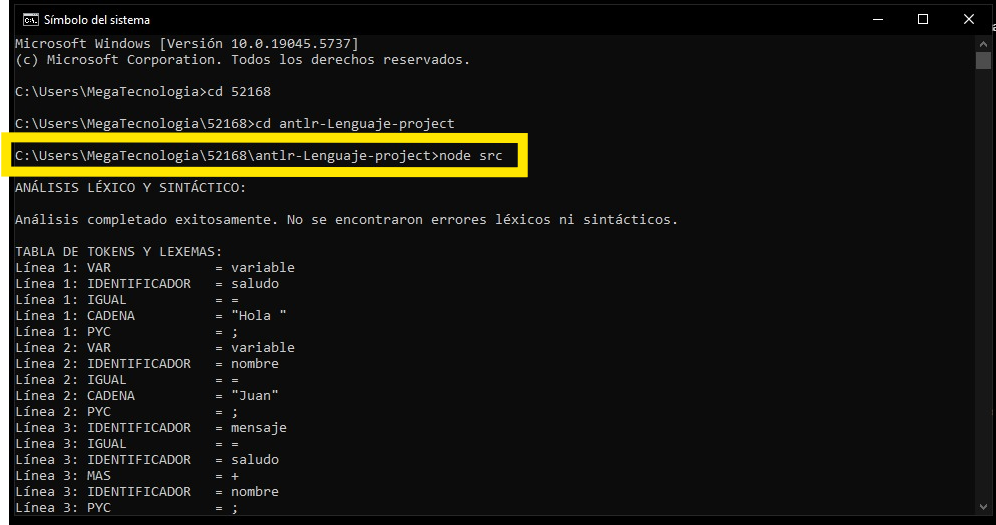 Símbolo del sistema
Microsoft Windows [Versión 10.0.19045.5737]
(c) Microsoft Corporation. Todos los derechos reservados.
C:\Users\MegaTecnologia>cd 52168
C:\Users\MegaTecnologia\52168>cd antlr-Lenguaje-project
C:\Users\MegaTecnologia\52168\antlr-Lenguaje-project>node src
ANÁLISIS LÉXICO Y SINTÁCTICO:
Análisis completado exitosamente. No se encontraron errores léxicos ni sintácticos.
TABLA DE TOKENS Y LEXEMAS:
Línea 1: VAR = variable
Línea 1: IDENTIFICADOR = saludo
Línea 1: IGUAL = =
Línea 1: CADENA = "Hola "
Línea 1: PYC = ;
Línea 2: VAR = variable
Línea 2: IDENTIFICADOR = nombre
Línea 2: IGUAL = =
Línea 2: CADENA = "Juan"
Línea 2: PYC = ;
Línea 3: IDENTIFICADOR = mensaje
Línea 3: IGUAL = =
Línea 3: IDENTIFICADOR = saludo
Línea 3: MAS = +
Línea 3: IDENTIFICADOR = nombre
Línea 3: PYC = ;